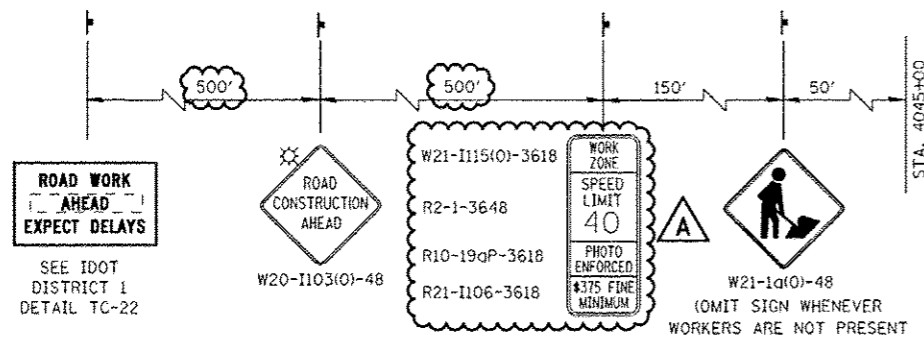 500'
500'
150'
50'
STA. 4045+00
ROAD WORK
AHEAD
EXPECT DELAYS
SEE IDOT
DISTRICT 1
DETAIL TC-22
ROAD
CONSTRUCTION
AHEAD
W20-I103(O)-48
W21-I115(O)-3618
R2-1-3648
R10-19aP-3618
R21-I106-3618
WORK
ZONE
SPEED
LIMIT
40
PHOTO
ENFORCED
$375 FINE
MINIMUM
A
W21-1a(O)-48
(OMIT SIGN WHENEVER
WORKERS ARE NOT PRESENT